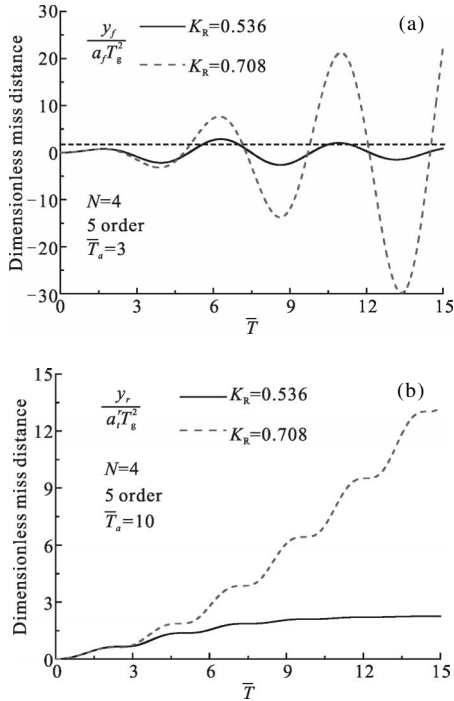 30
20
10
0
−10
−20
−30
Dimensionless miss distance
y_f
a_f T_g^2
K_R=0.536
K_R=0.708
(a)
N=4
5 order
T̅_a=3
0 3 6 9 12 15
T̅
15
12
9
6
3
0
Dimensionless miss distance
y_r
a_t^r T_g^2
K_R=0.536
K_R=0.708
(b)
N=4
5 order
T̅_a=10
0 3 6 9 12 15
T̅